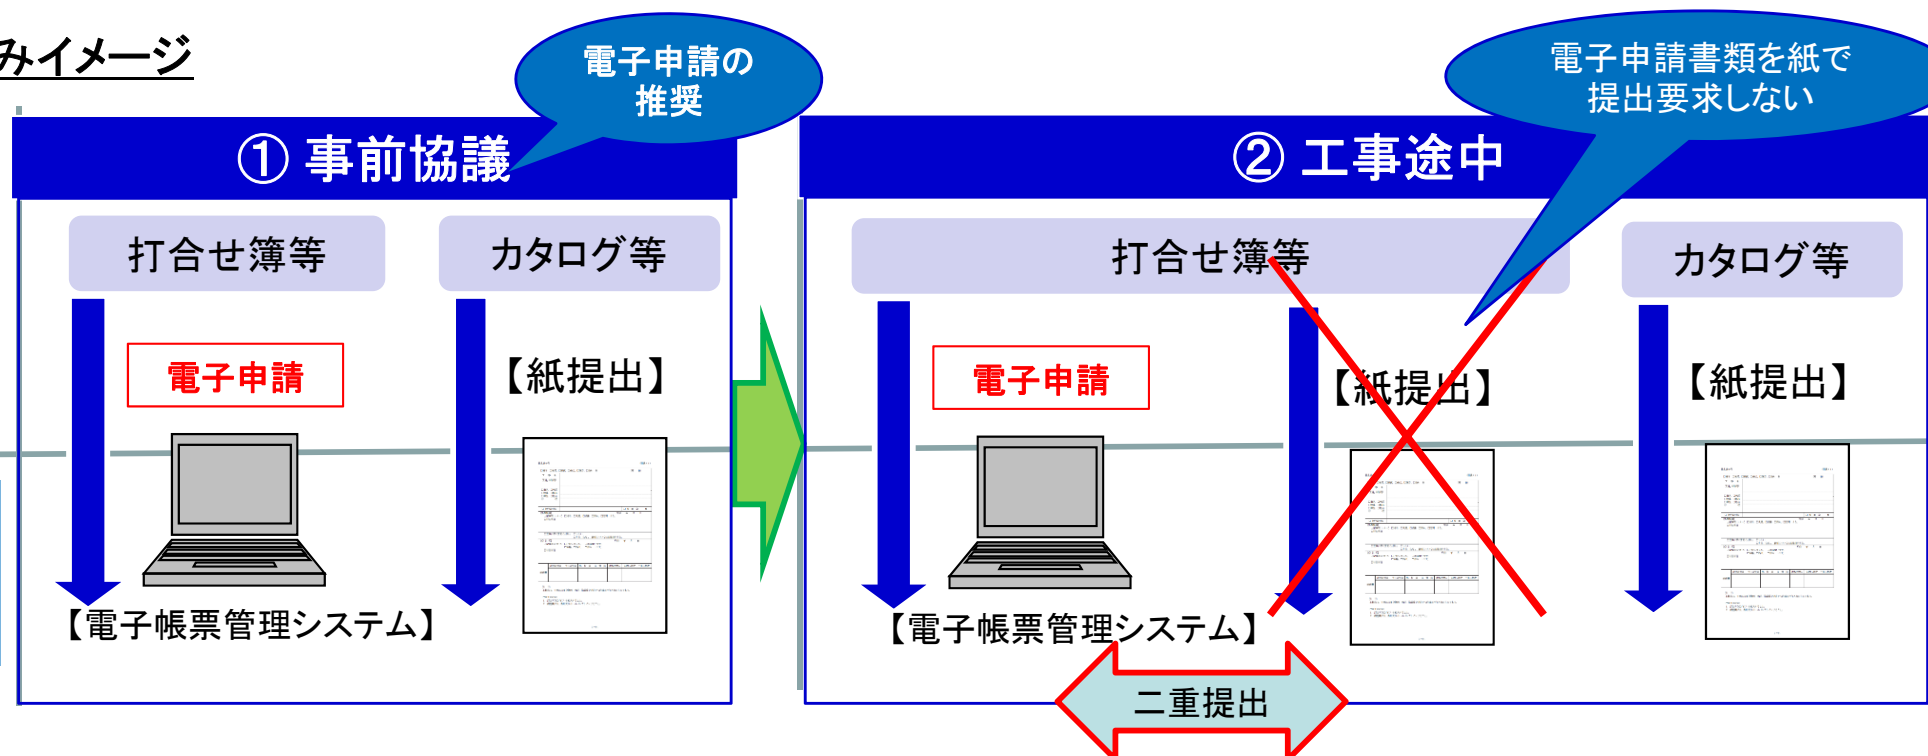 みイメージ
電子申請の
推奨
電子申請書類を紙で
提出要求しない
① 事前協議
打合せ簿等
カタログ等
電子申請
【紙提出】
【電子帳票管理システム】
② 工事途中
打合せ簿等
カタログ等
電子申請
【紙提出】
【紙提出】
【電子帳票管理システム】
二重提出